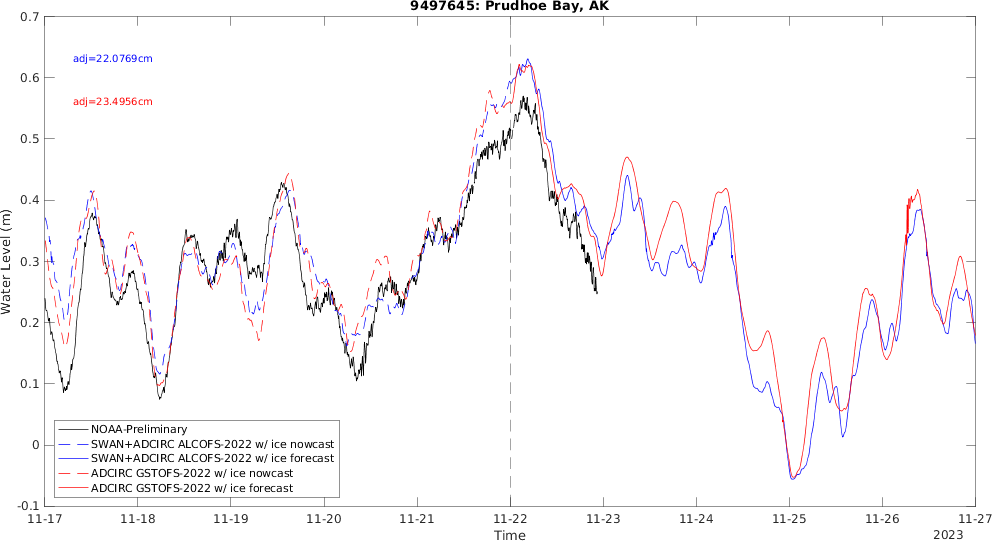 9497645: Prudhoe Bay, AK
0.7
adj=22.0769cm
0.6
adj=23.4956cm
0.5
0.4
0.3
Water Level (m)
0.2
0.1
NOAA-Preliminary
SWAN+ADCIRC ALCOFS-2022 w/ ice nowcast
0
SWAN+ADCIRC ALCOFS-2022 w/ ice forecast
ADCIRC GSTOFS-2022 w/ ice nowcast
ADCIRC GSTOFS-2022 w/ ice forecast
-0.1
11-17 11-18 11-19 11-20 11-21 11-22 11-23 11-24 11-25 11-26 11-27
Time
2023